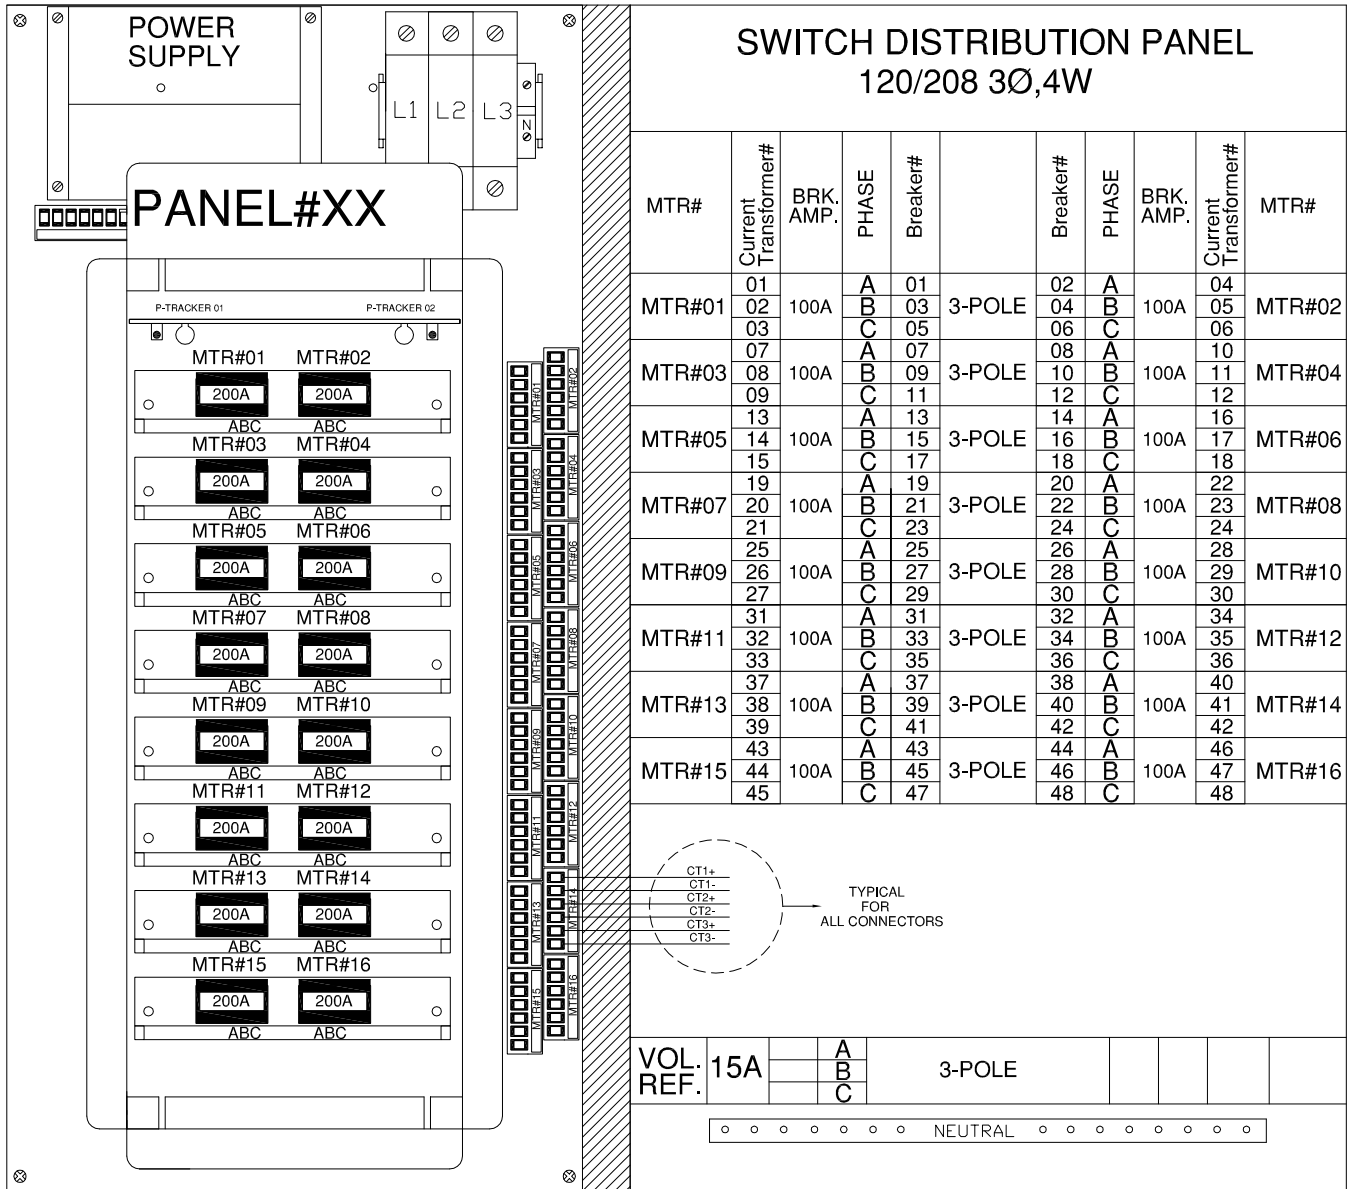 POWER
SUPPLY
L1 L2 L3
N
PANEL#XX
P-TRACKER 01 P-TRACKER 02
MTR#01 MTR#02
200A 200A
ABC ABC
MTR#03 MTR#04
200A 200A
ABC ABC
MTR#05 MTR#06
200A 200A
ABC ABC
MTR#07 MTR#08
200A 200A
ABC ABC
MTR#09 MTR#10
200A 200A
ABC ABC
MTR#11 MTR#12
200A 200A
ABC ABC
MTR#13 MTR#14
200A 200A
ABC ABC
MTR#15 MTR#16
200A 200A
ABC ABC
MTR#01
MTR#02
MTR#03
MTR#04
MTR#05
MTR#06
MTR#07
MTR#08
MTR#09
MTR#10
MTR#11
MTR#12
MTR#13
MTR#14
MTR#15
MTR#16
SWITCH DISTRIBUTION PANEL
120/208 3Ø,4W
MTR#
Current
Transformer#
BRK.
AMP.
PHASE
Breaker#
Breaker#
PHASE
BRK.
AMP.
Current
Transformer#
MTR#
01 A 01 02 A 04
MTR#01 02 100A B 03 3-POLE 04 B 100A 05 MTR#02
03 C 05 06 C 06
07 A 07 08 A 10
MTR#03 08 100A B 09 3-POLE 10 B 100A 11 MTR#04
09 C 11 12 C 12
13 A 13 14 A 16
MTR#05 14 100A B 15 3-POLE 16 B 100A 17 MTR#06
15 C 17 18 C 18
19 A 19 20 A 22
MTR#07 20 100A B 21 3-POLE 22 B 100A 23 MTR#08
21 C 23 24 C 24
25 A 25 26 A 28
MTR#09 26 100A B 27 3-POLE 28 B 100A 29 MTR#10
27 C 29 30 C 30
31 A 31 32 A 34
MTR#11 32 100A B 33 3-POLE 34 B 100A 35 MTR#12
33 C 35 36 C 36
37 A 37 38 A 40
MTR#13 38 100A B 39 3-POLE 40 B 100A 41 MTR#14
39 C 41 42 C 42
43 A 43 44 A 46
MTR#15 44 100A B 45 3-POLE 46 B 100A 47 MTR#16
45 C 47 48 C 48
CT1+
CT1-
CT2+
CT2-
CT3+
CT3-
TYPICAL
FOR
ALL CONNECTORS
VOL.
REF.
15A
A
B
C
3-POLE
NEUTRAL